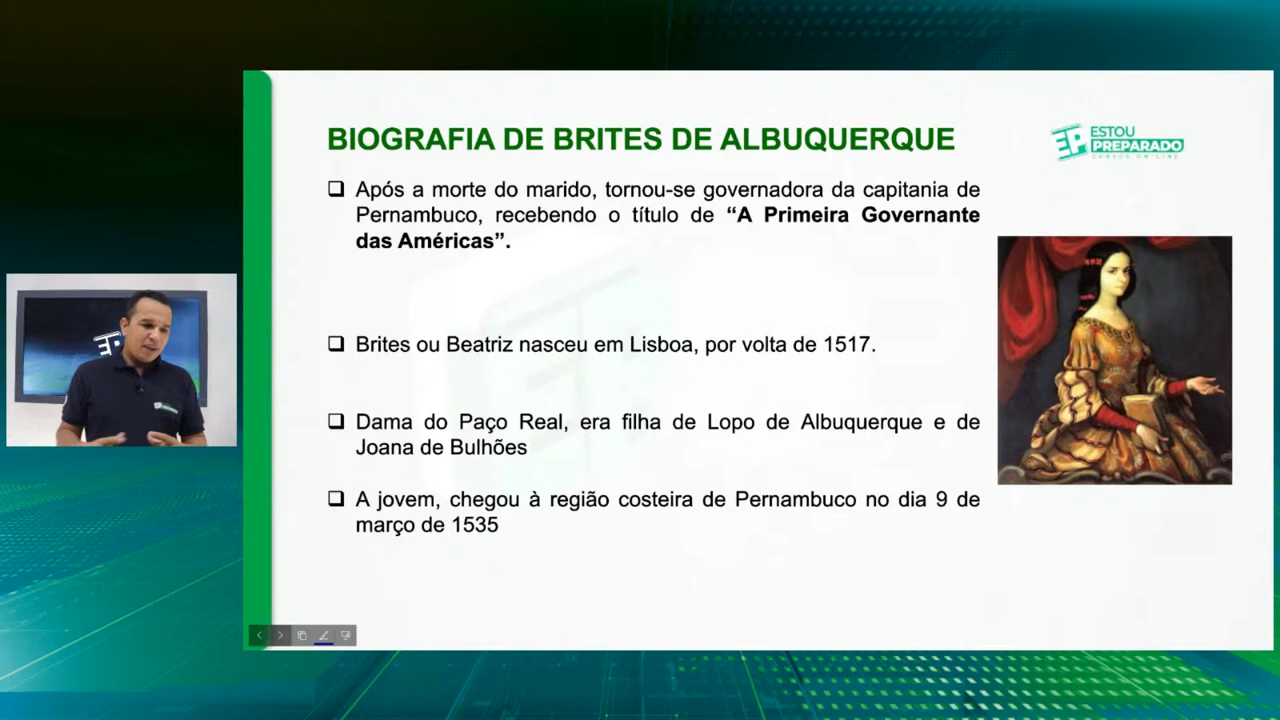 BIOGRAFIA DE BRITES DE ALBUQUERQUE
ESTOU
PREPARADO
CURSOS ON-LINE
Após a morte do marido, tornou-se governadora da capitania de
Pernambuco, recebendo o título de “A Primeira Governante
das Américas”.
Brites ou Beatriz nasceu em Lisboa, por volta de 1517.
Dama do Paço Real, era filha de Lopo de Albuquerque e de
Joana de Bulhões
A jovem, chegou à região costeira de Pernambuco no dia 9 de
março de 1535